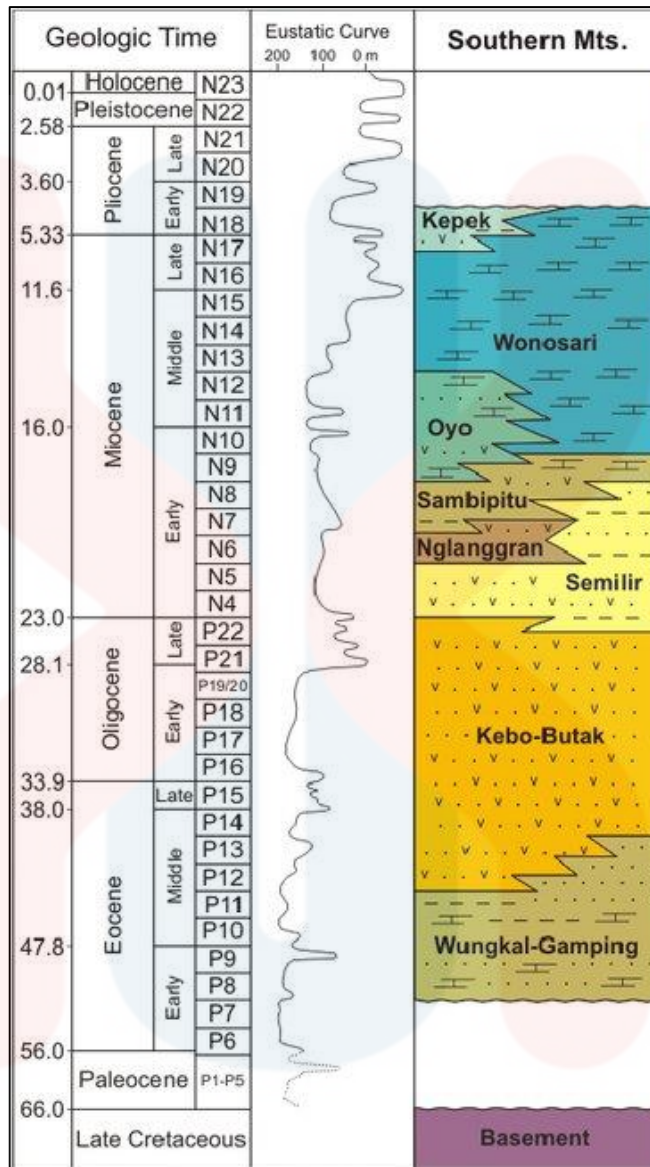 Geologic Time
Eustatic Curve
200 100 0 m
Southern Mts.
Holocene
N23
0.01
Pleistocene
N22
2.58
Pliocene
Late
N21
N20
3.60
Early
N19
N18
5.33
Miocene
Late
N17
N16
11.6
Middle
N15
N14
N13
N12
N11
16.0
Early
N10
N9
N8
N7
N6
N5
N4
23.0
Oligocene
Late
P22
P21
28.1
Early
P19/20
P18
P17
P16
33.9
Eocene
Late
P15
38.0
Middle
P14
P13
P12
P11
P10
47.8
Early
P9
P8
P7
P6
56.0
Paleocene
P1-P5
66.0
Late Cretaceous
Kepek
Wonosari
Oyo
Sambipitu
Nglanggran
Semilir
Kebo-Butak
Wungkal-Gamping
Basement